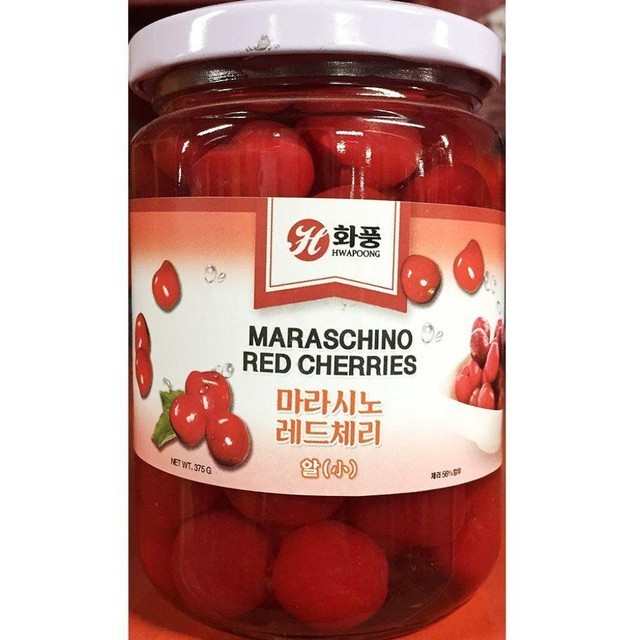 H 화풍
HWAPOONG
MARASCHINO
RED CHERRIES
마라시노
레드체리
알(小)
NET WT. 375 G
체리 56%함유